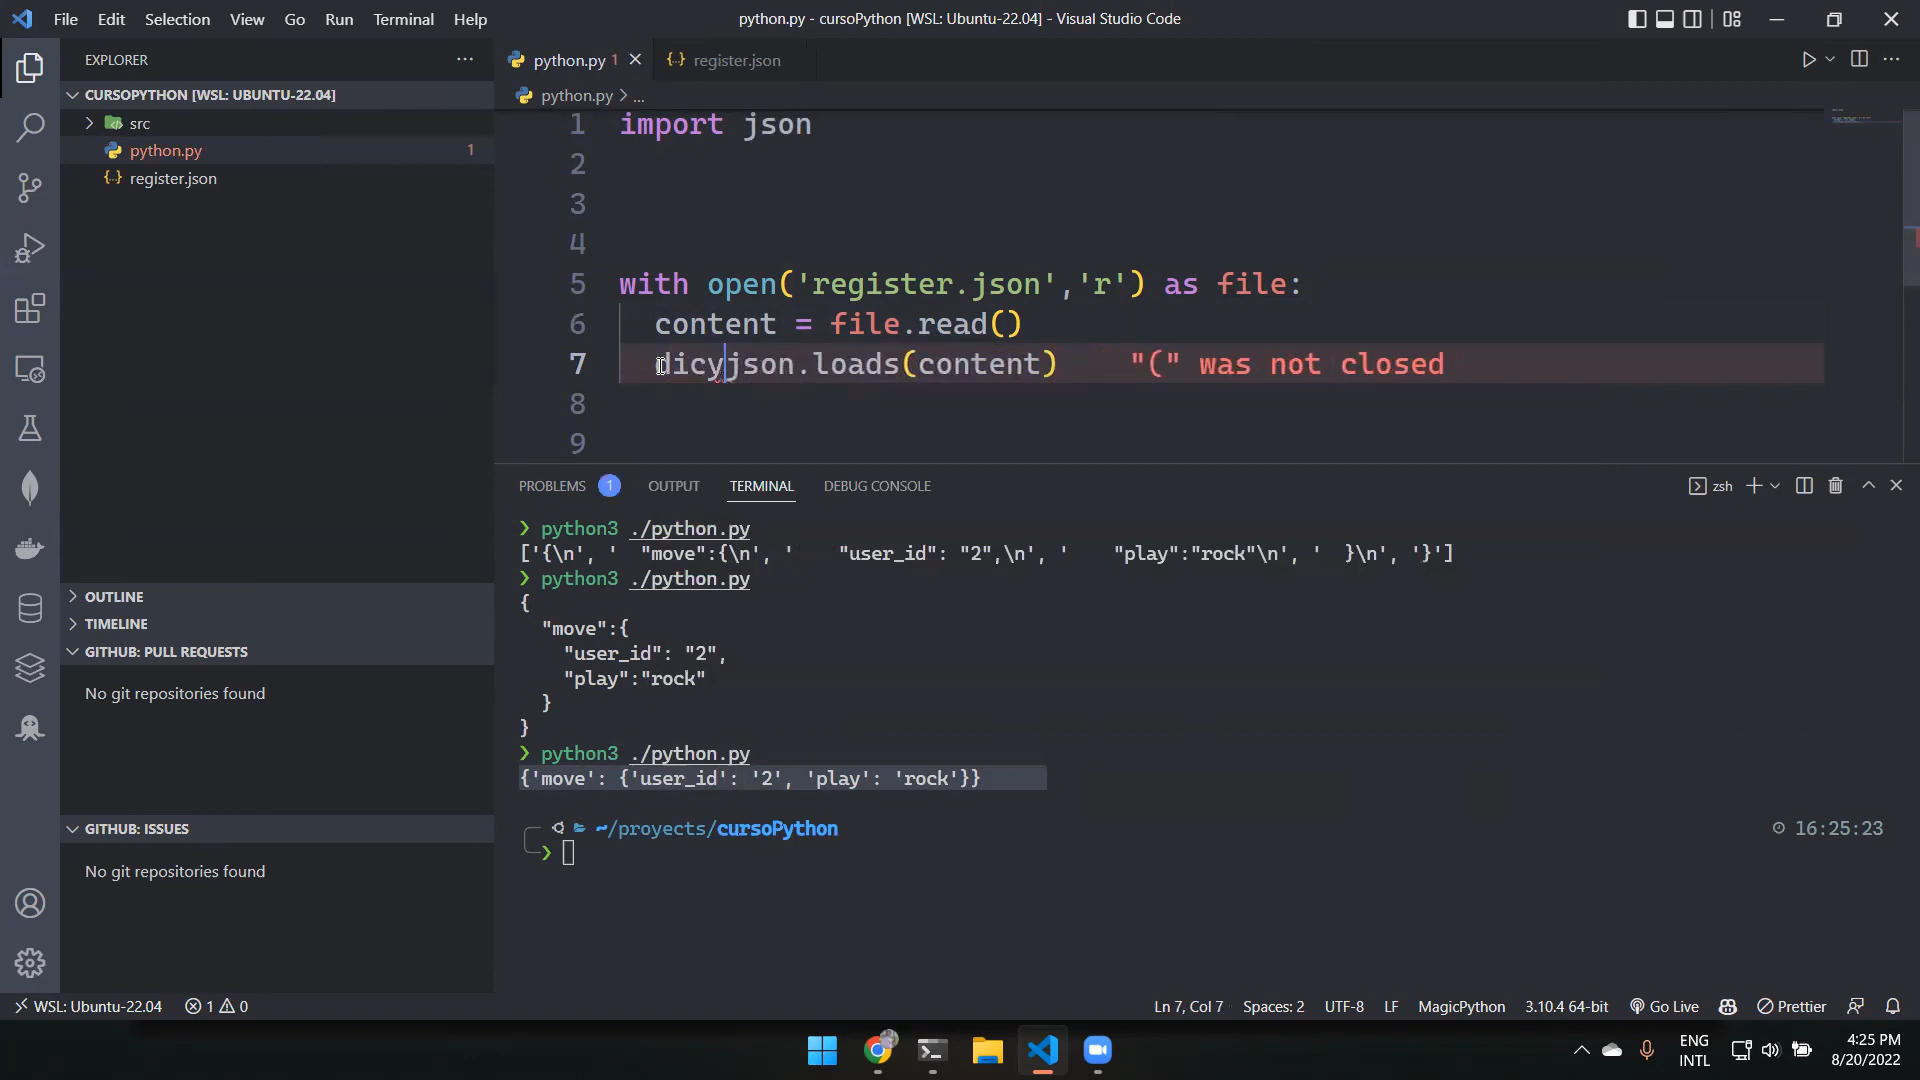 File Edit Selection View Go Run Terminal Help
python.py - cursoPython [WSL: Ubuntu-22.04] - Visual Studio Code
EXPLORER
CURSOPYTHON [WSL: UBUNTU-22.04]
src
python.py 1
register.json
OUTLINE
TIMELINE
GITHUB: PULL REQUESTS
No git repositories found
GITHUB: ISSUES
No git repositories found
python.py 1
register.json
python.py > ...
1 import json
2
3
4
5 with open('register.json','r') as file:
6 content = file.read()
7 dicyjson.loads(content) "(" was not closed
8
9
PROBLEMS 1 OUTPUT TERMINAL DEBUG CONSOLE
zsh
❯ python3 ./python.py
['{\n', '  "move":{\n', '    "user_id": "2",\n', '    "play":"rock"\n', '  }\n', '}']
❯ python3 ./python.py
{
  "move":{
    "user_id": "2",
    "play":"rock"
  }
}
❯ python3 ./python.py
{'move': {'user_id': '2', 'play': 'rock'}}
~/proyects/cursoPython 16:25:23
❯
WSL: Ubuntu-22.04 1 0 Ln 7, Col 7 Spaces: 2 UTF-8 LF MagicPython 3.10.4 64-bit Go Live Prettier
ENG
INTL
4:25 PM
8/20/2022